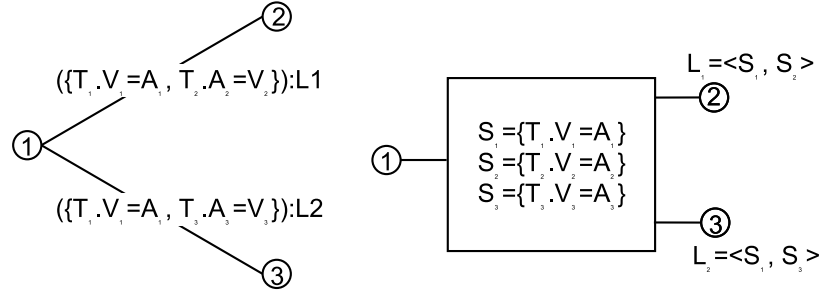 2
({T₁.V₁=A₁, T₂.A₂=V₂}):L1
1
({T₁.V₁=A₁, T₃.A₃=V₃}):L2
3
L₁=<S₁, S₂>
2
S₁={T₁.V₁=A₁}
1
S₂={T₂.V₂=A₂}
S₃={T₃.V₃=A₃}
3
L₂=<S₁, S₃>